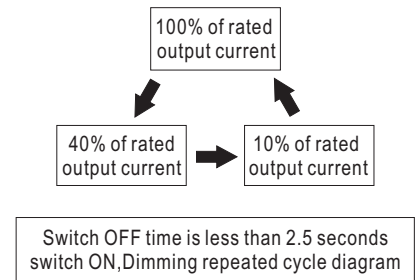 100% of rated
output current
40% of rated
output current
10% of rated
output current
Switch OFF time is less than 2.5 seconds
switch ON,Dimming repeated cycle diagram